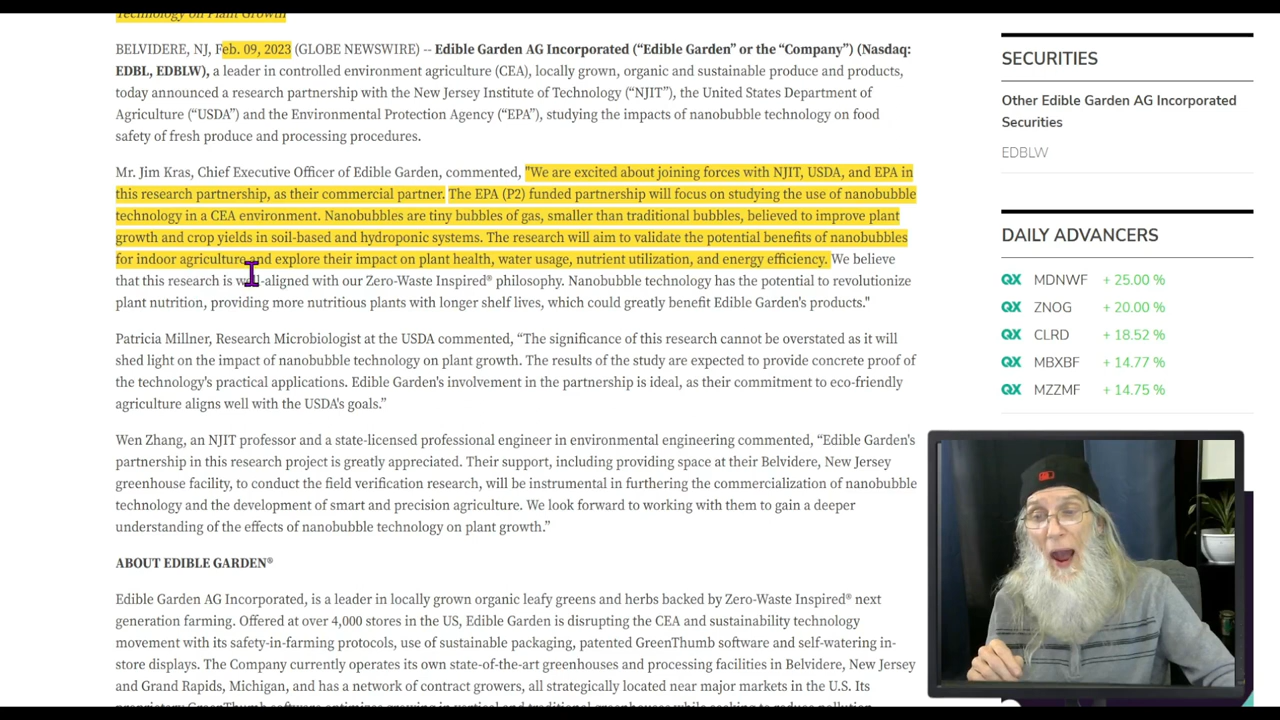 Technology on Plant Growth
BELVIDERE, NJ, Feb. 09, 2023 (GLOBE NEWSWIRE) -- Edible Garden AG Incorporated (“Edible Garden” or the “Company”) (Nasdaq:
EDBL, EDBLW), a leader in controlled environment agriculture (CEA), locally grown, organic and sustainable produce and products,
today announced a research partnership with the New Jersey Institute of Technology (“NJIT”), the United States Department of
Agriculture (“USDA”) and the Environmental Protection Agency (“EPA”), studying the impacts of nanobubble technology on food
safety of fresh produce and processing procedures.
Mr. Jim Kras, Chief Executive Officer of Edible Garden, commented, "We are excited about joining forces with NJIT, USDA, and EPA in
this research partnership, as their commercial partner. The EPA (P2) funded partnership will focus on studying the use of nanobubble
technology in a CEA environment. Nanobubbles are tiny bubbles of gas, smaller than traditional bubbles, believed to improve plant
growth and crop yields in soil-based and hydroponic systems. The research will aim to validate the potential benefits of nanobubbles
for indoor agriculture and explore their impact on plant health, water usage, nutrient utilization, and energy efficiency. We believe
that this research is well-aligned with our Zero-Waste Inspired® philosophy. Nanobubble technology has the potential to revolutionize
plant nutrition, providing more nutritious plants with longer shelf lives, which could greatly benefit Edible Garden's products."
Patricia Millner, Research Microbiologist at the USDA commented, “The significance of this research cannot be overstated as it will
shed light on the impact of nanobubble technology on plant growth. The results of the study are expected to provide concrete proof of
the technology's practical applications. Edible Garden's involvement in the partnership is ideal, as their commitment to eco-friendly
agriculture aligns well with the USDA's goals.”
Wen Zhang, an NJIT professor and a state-licensed professional engineer in environmental engineering commented, “Edible Garden's
partnership in this research project is greatly appreciated. Their support, including providing space at their Belvidere, New Jersey
greenhouse facility, to conduct the field verification research, will be instrumental in furthering the commercialization of nanobubble
technology and the development of smart and precision agriculture. We look forward to working with them to gain a deeper
understanding of the effects of nanobubble technology on plant growth.”
ABOUT EDIBLE GARDEN®
Edible Garden AG Incorporated, is a leader in locally grown organic leafy greens and herbs backed by Zero-Waste Inspired® next
generation farming. Offered at over 4,000 stores in the US, Edible Garden is disrupting the CEA and sustainability technology
movement with its safety-in-farming protocols, use of sustainable packaging, patented GreenThumb software and self-watering in-
store displays. The Company currently operates its own state-of-the-art greenhouses and processing facilities in Belvidere, New Jersey
and Grand Rapids, Michigan, and has a network of contract growers, all strategically located near major markets in the U.S. Its
proprietary GreenThumb software optimizes growing in vertical and traditional greenhouses while seeking to reduce pollution
SECURITIES
Other Edible Garden AG Incorporated
Securities
EDBLW
DAILY ADVANCERS
QX MDNWF + 25.00 %
QX ZNOG + 20.00 %
QX CLRD + 18.52 %
QX MBXBF + 14.77 %
QX MZZMF + 14.75 %